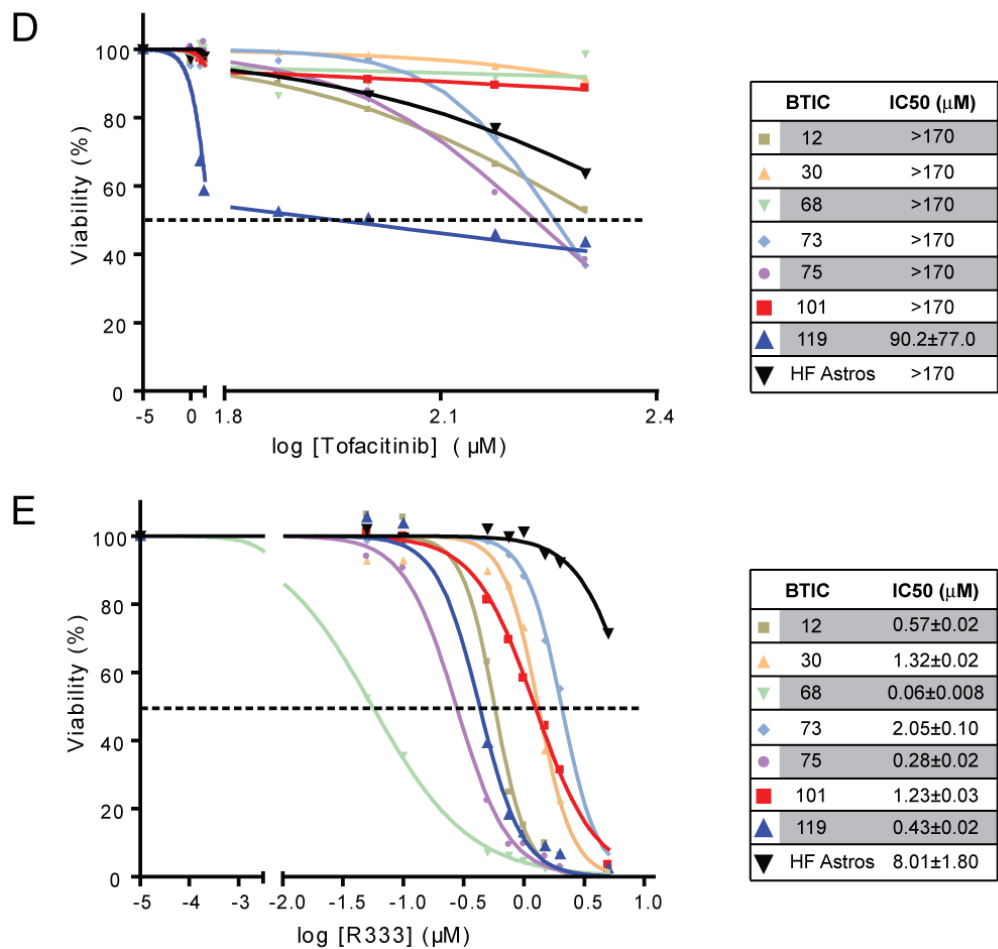 D
Viability (%)
100
80
60
40
20
0
-5 0 1.8 2.1 2.4
log [Tofacitinib] ( µM)
BTIC IC50 (µM)
12 >170
30 >170
68 >170
73 >170
75 >170
101 >170
119 90.2±77.0
HF Astros >170
E
Viability (%)
100
80
60
40
20
0
-5 -4 -3 -2.0 -1.5 -1.0 -0.5 0.0 0.5 1.0
log [R333] (µM)
BTIC IC50 (µM)
12 0.57±0.02
30 1.32±0.02
68 0.06±0.008
73 2.05±0.10
75 0.28±0.02
101 1.23±0.03
119 0.43±0.02
HF Astros 8.01±1.80